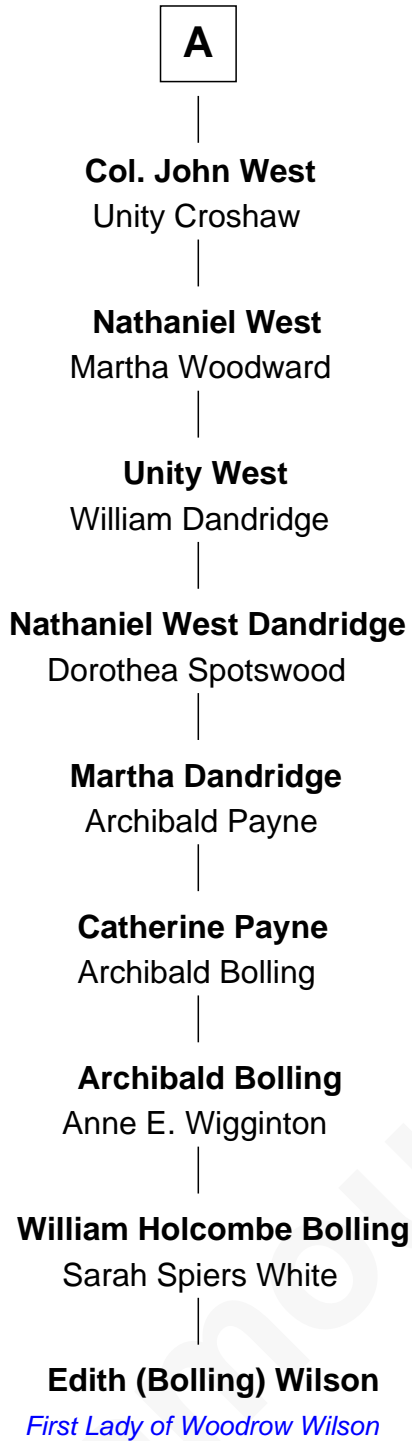 A
Col. John West
Unity Croshaw
Nathaniel West
Martha Woodward
Unity West
William Dandridge
Nathaniel West Dandridge
Dorothea Spotswood
Martha Dandridge
Archibald Payne
Catherine Payne
Archibald Bolling
Archibald Bolling
Anne E. Wigginton
William Holcombe Bolling
Sarah Spiers White
Edith (Bolling) Wilson
First Lady of Woodrow Wilson